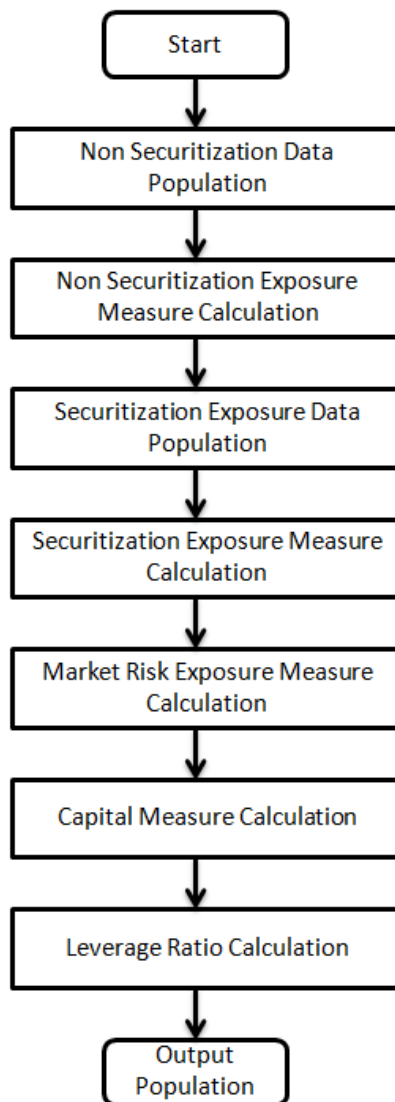 Start
Non Securitization Data
Population
Non Securitization Exposure
Measure Calculation
Securitization Exposure Data
Population
Securitization Exposure Measure
Calculation
Market Risk Exposure Measure
Calculation
Capital Measure Calculation
Leverage Ratio Calculation
Output
Population